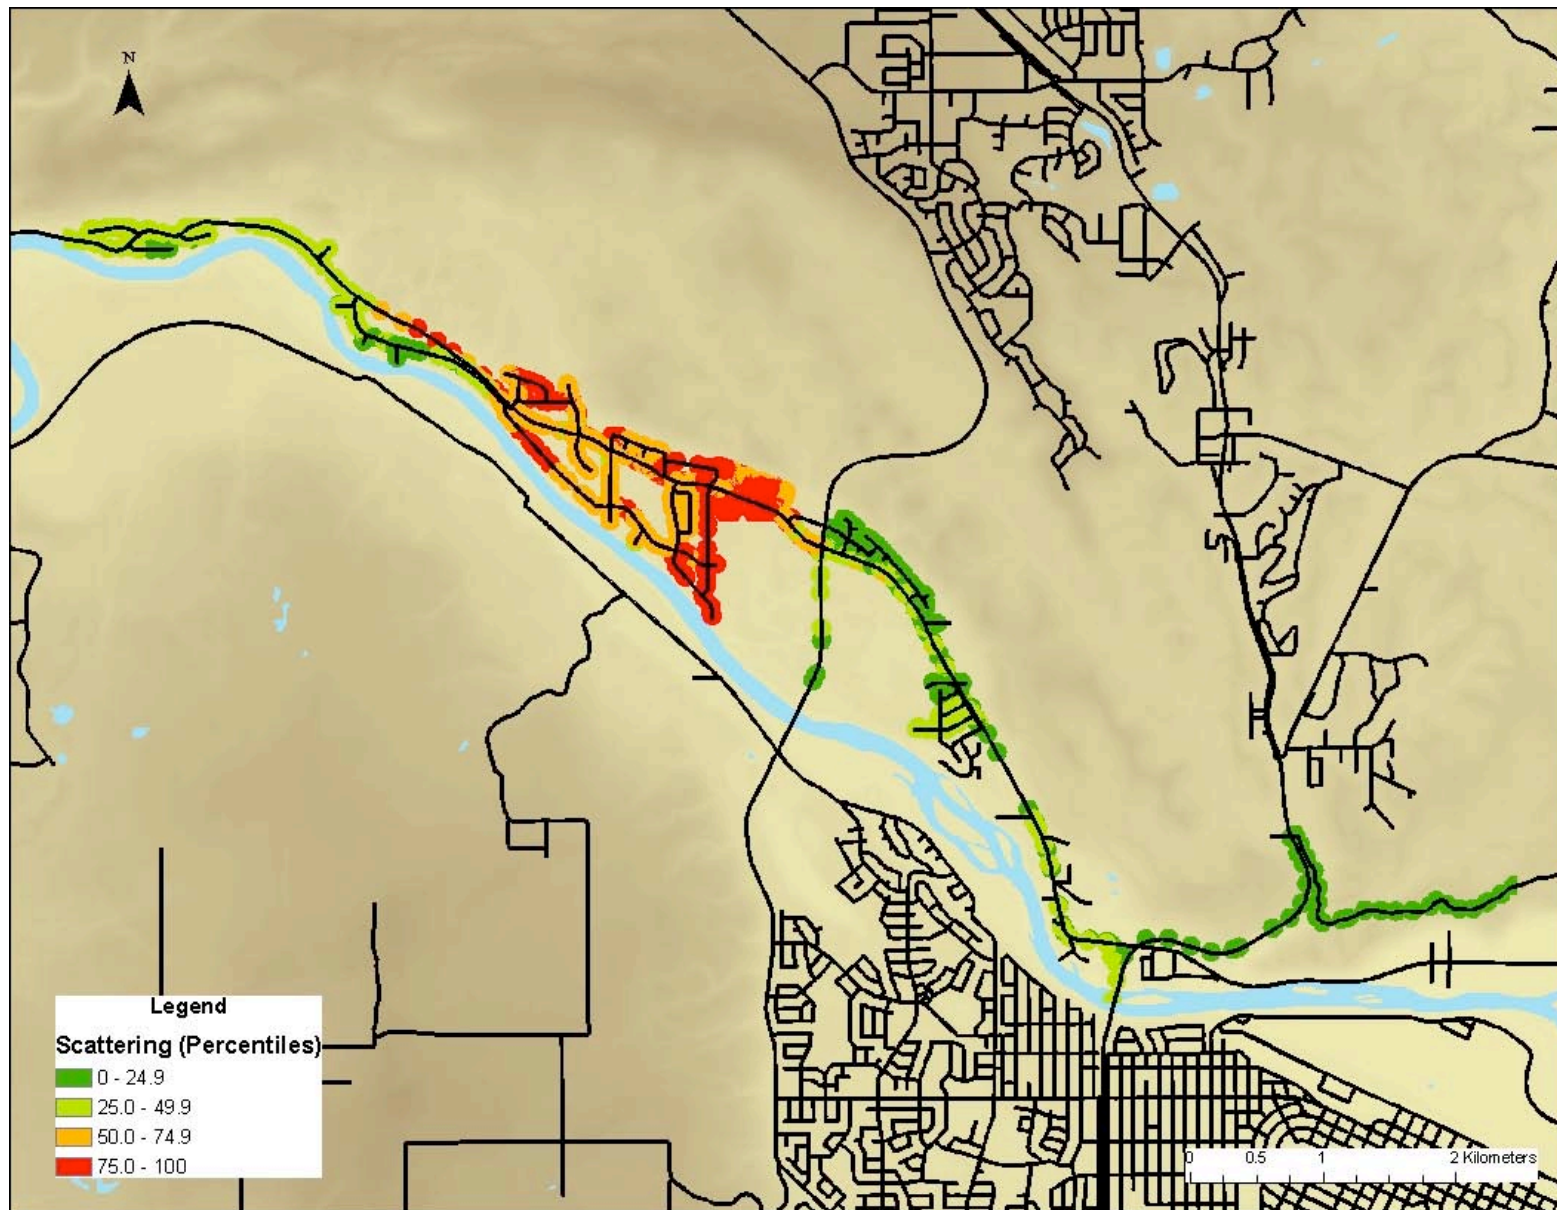 N
Legend
Scattering (Percentiles)
0 - 24.9
25.0 - 49.9
50.0 - 74.9
75.0 - 100
0 0.5 1 2 Kilometers